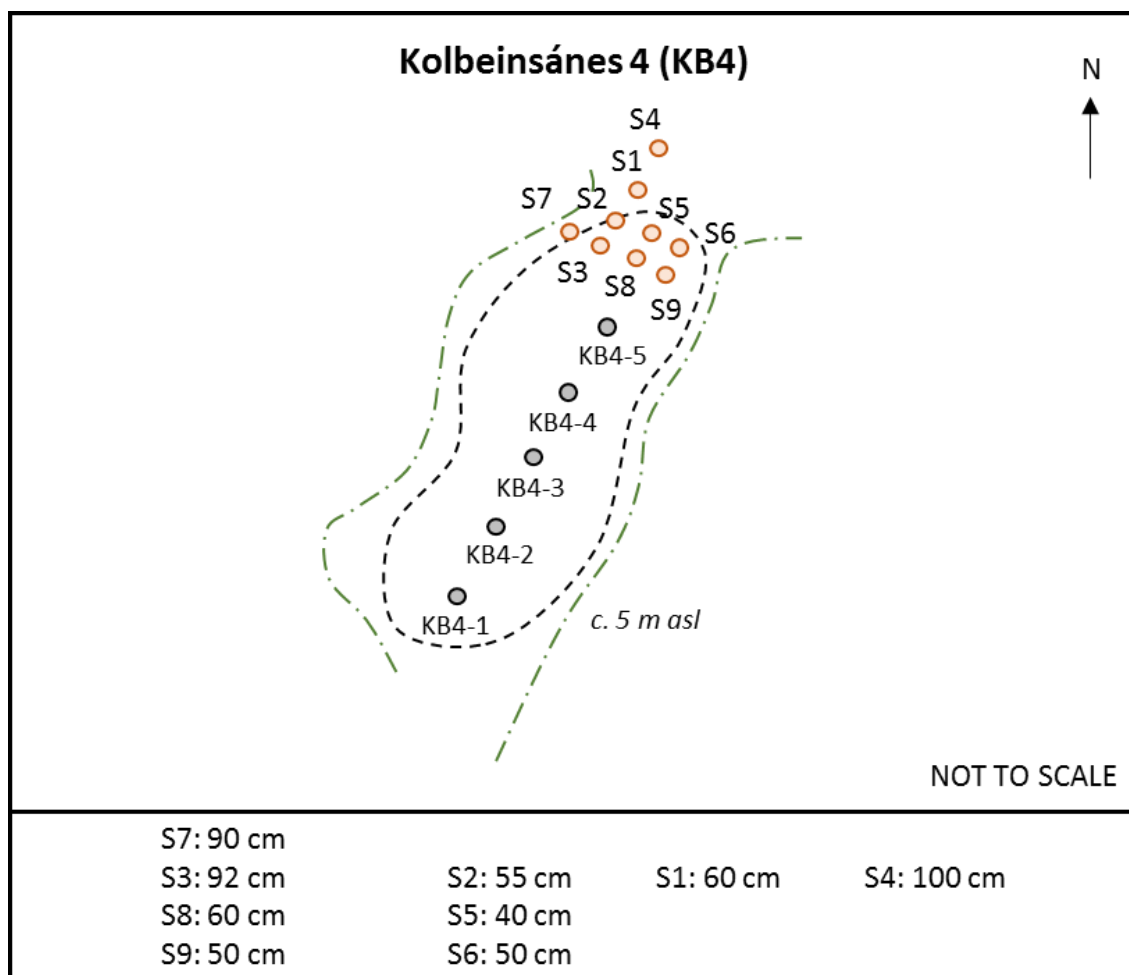 Kolbeinsánes 4 (KB4)
N
S4
S1
S7
S2
S5
S6
S3
S8
S9
KB4-5
KB4-4
KB4-3
KB4-2
KB4-1
c. 5 m asl
NOT TO SCALE
S7: 90 cm
S3: 92 cm S2: 55 cm S1: 60 cm S4: 100 cm
S8: 60 cm S5: 40 cm
S9: 50 cm S6: 50 cm